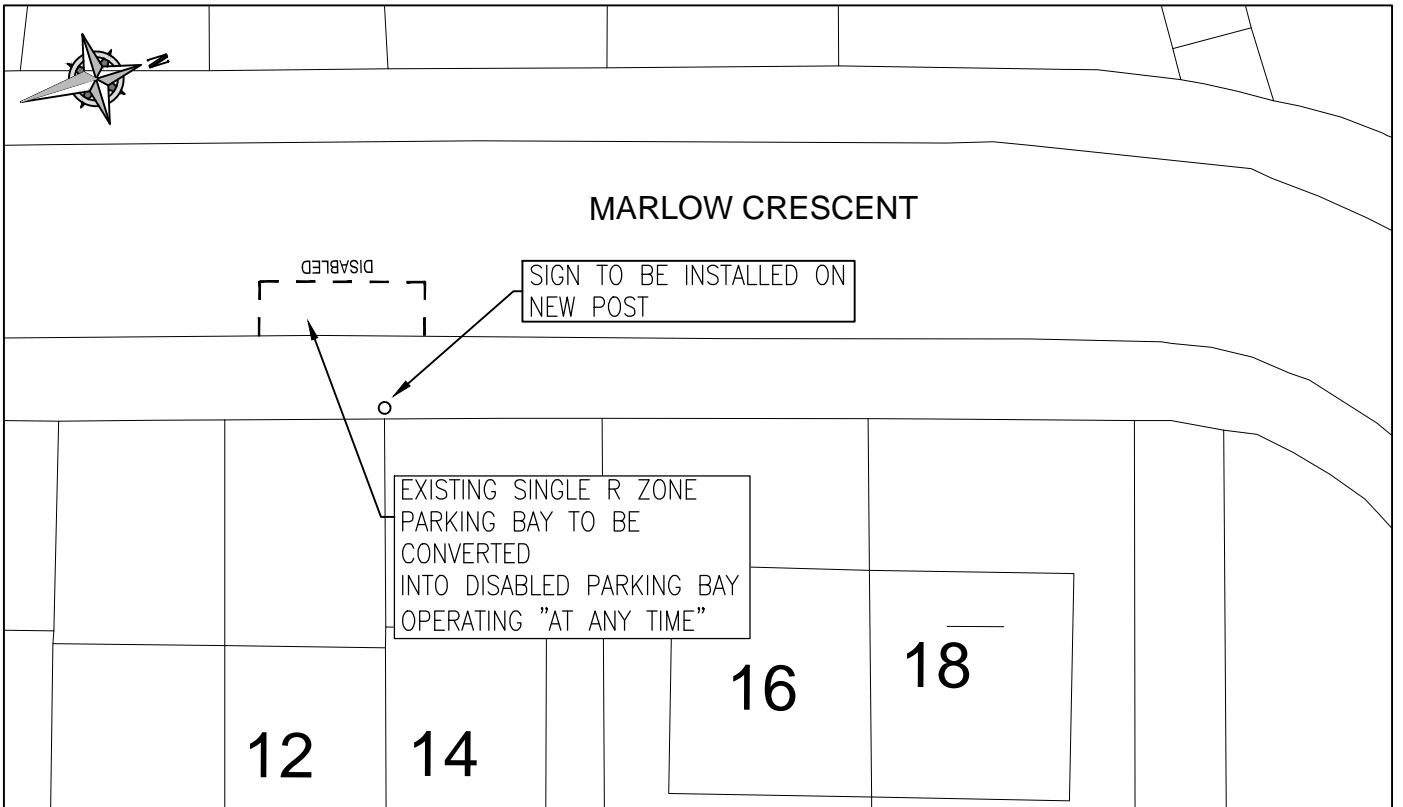 N
MARLOW CRESCENT
DISABLED
SIGN TO BE INSTALLED ON
NEW POST
EXISTING SINGLE R ZONE
PARKING BAY TO BE
CONVERTED
INTO DISABLED PARKING BAY
OPERATING "AT ANY TIME"
16
18
12
14